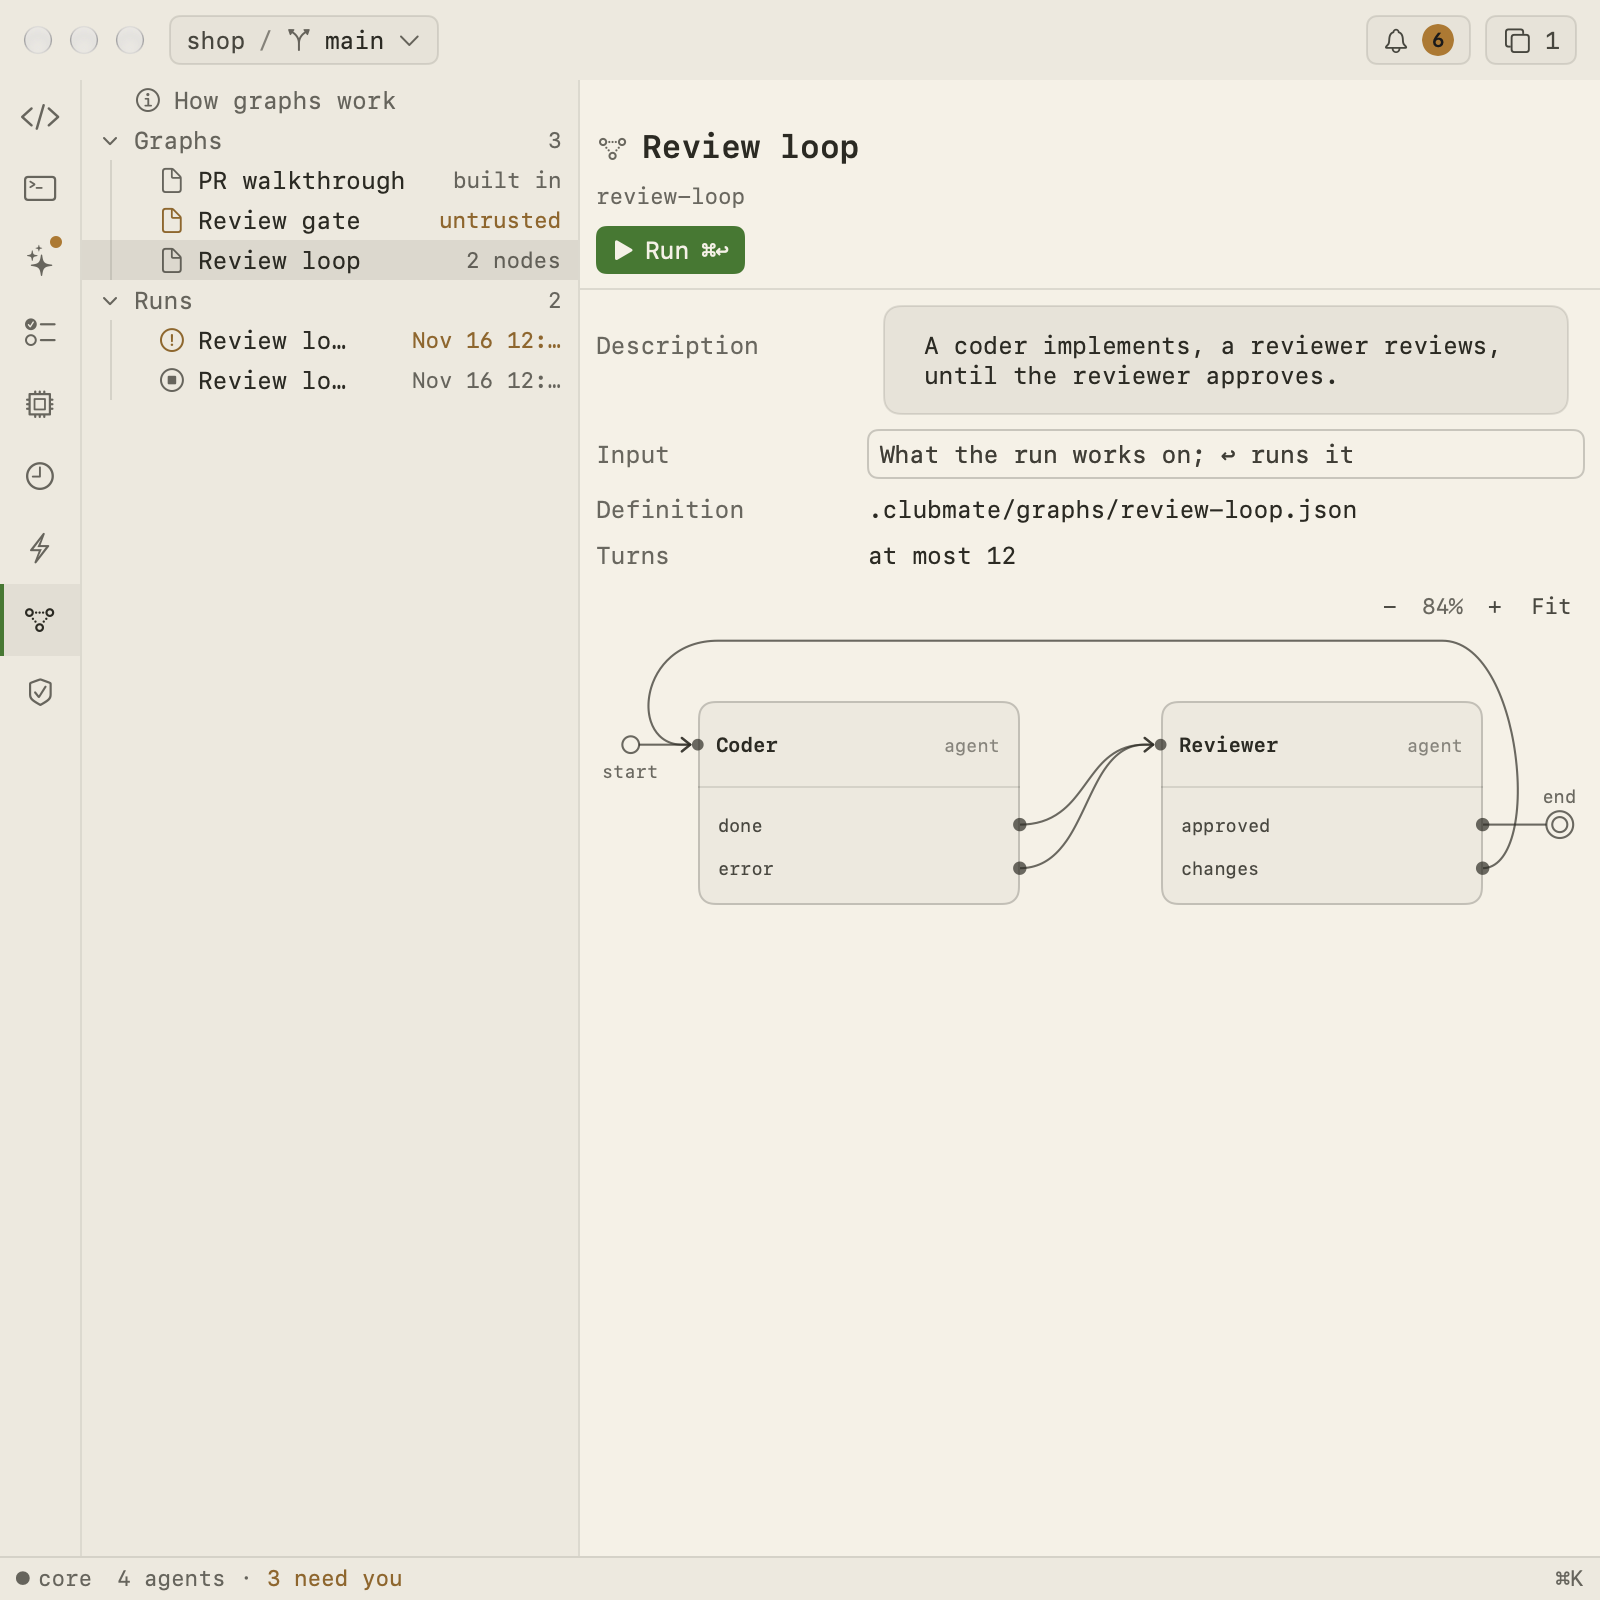 shop / main
6
1
How graphs work
Graphs 3
PR walkthrough built in
Review gate untrusted
Review loop 2 nodes
Runs 2
Review lo… Nov 16 12:…
Review lo… Nov 16 12:…
Review loop
review-loop
Run ⌘↩
Description
A coder implements, a reviewer reviews,
until the reviewer approves.
Input What the run works on; ↩ runs it
Definition .clubmate/graphs/review-loop.json
Turns at most 12
− 84% + Fit
start
Coder agent
done
error
Reviewer agent
approved
changes
end
core 4 agents · 3 need you
⌘K